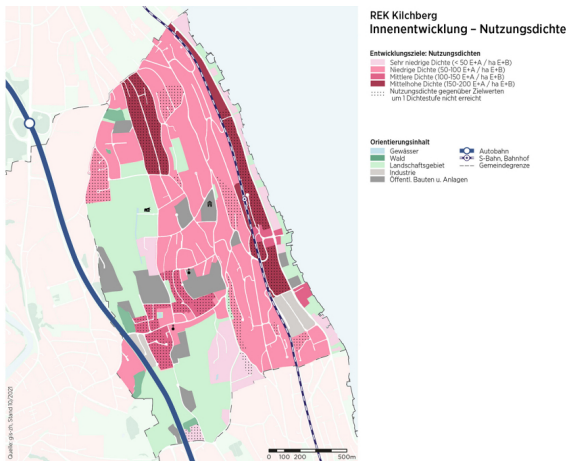 REK Kilchberg
Innenentwicklung – Nutzungsdichte
Entwicklungsziele: Nutzungsdichten
Sehr niedrige Dichte (< 50 E+A / ha E+B)
Niedrige Dichte (50-100 E+A / ha E+B)
Mittlere Dichte (100-150 E+A / ha E+B)
Mittelhohe Dichte (150-200 E+A / ha E+B)
Nutzungsdichte gegenüber Zielwerten
um 1 Dichtestufe nicht erreicht
Orientierungsinhalt
Gewässer
Wald
Landschaftsgebiet
Industrie
Öffentl. Bauten u. Anlagen
Autobahn
S-Bahn, Bahnhof
Gemeindegrenze
Quelle: gis-zh, Stand 10/2021
0 100 200 500m